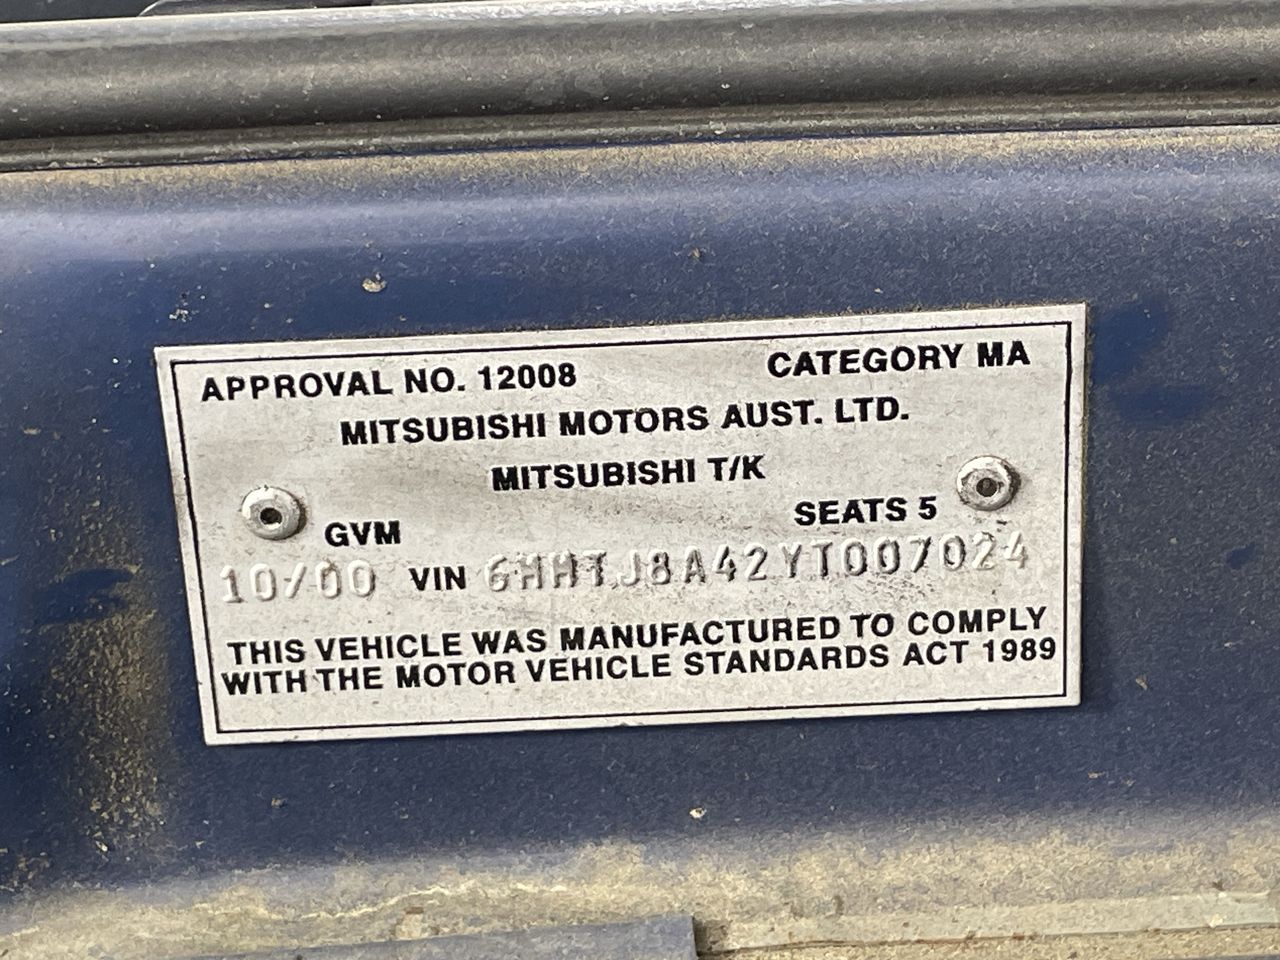 APPROVAL NO. 12008 CATEGORY MA
MITSUBISHI MOTORS AUST. LTD.
MITSUBISHI T/K
GVM SEATS 5
10/00 VIN 6HHTJ8A42YT007024
THIS VEHICLE WAS MANUFACTURED TO COMPLY
WITH THE MOTOR VEHICLE STANDARDS ACT 1989